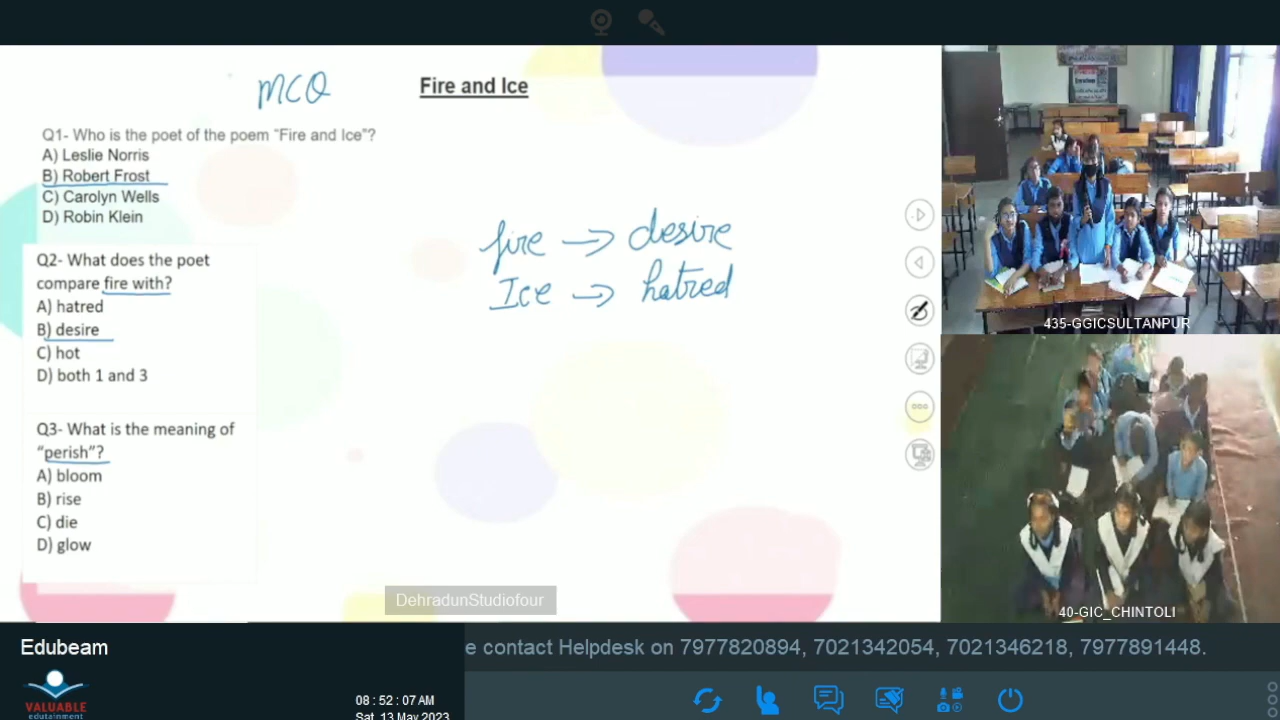 MCQ
Fire and Ice
Q1- Who is the poet of the poem “Fire and Ice”?
A) Leslie Norris
B) Robert Frost
C) Carolyn Wells
D) Robin Klein
fire → desire
Ice → hatred
Q2- What does the poet
compare fire with?
A) hatred
B) desire
C) hot
D) both 1 and 3
Q3- What is the meaning of
“perish”?
A) bloom
B) rise
C) die
D) glow
DehradunStudiofour
435-GGICSULTANPUR
40-GIC_CHINTOLI
Edubeam
e contact Helpdesk on 7977820894, 7021342054, 7021346218, 7977891448.
VALUABLE
edutainment
08 : 52 : 07 AM
Sat, 13 May 2023